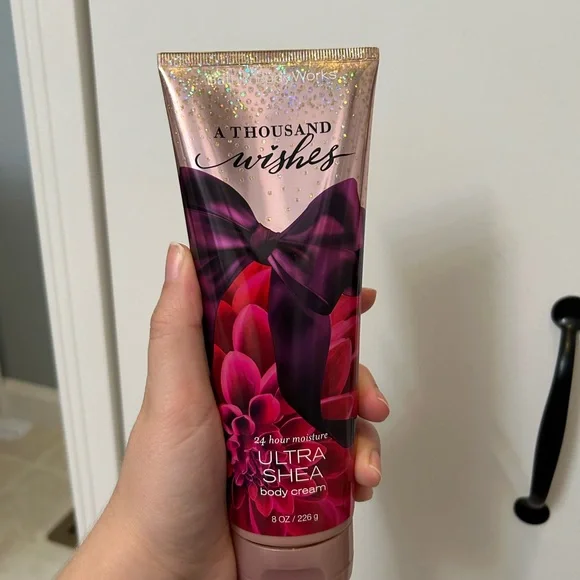 Works
A THOUSAND
wishes
24 hour moisture
ULTRA
SHEA
body cream
8 OZ / 226 g